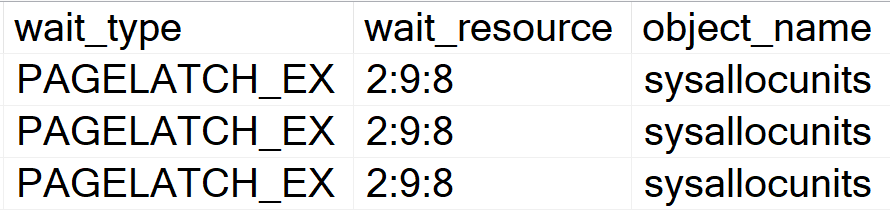 wait_type wait_resource object_name
PAGELATCH_EX 2:9:8 sysallocunits
PAGELATCH_EX 2:9:8 sysallocunits
PAGELATCH_EX 2:9:8 sysallocunits